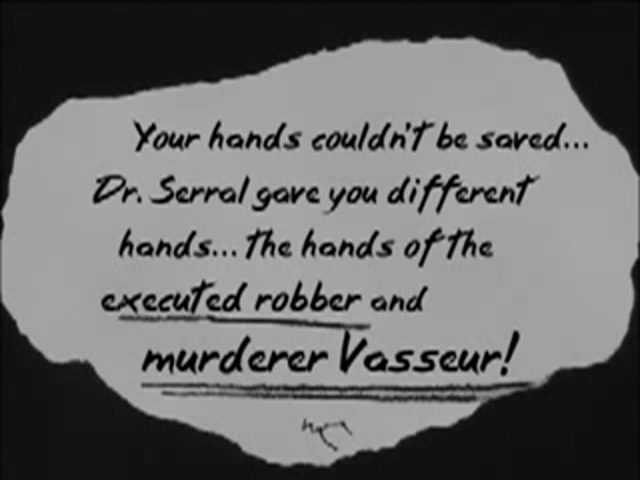 Your hands couldn't be saved...
Dr. Serral gave you different
hands... the hands of the
executed robber and
murderer Vasseur!